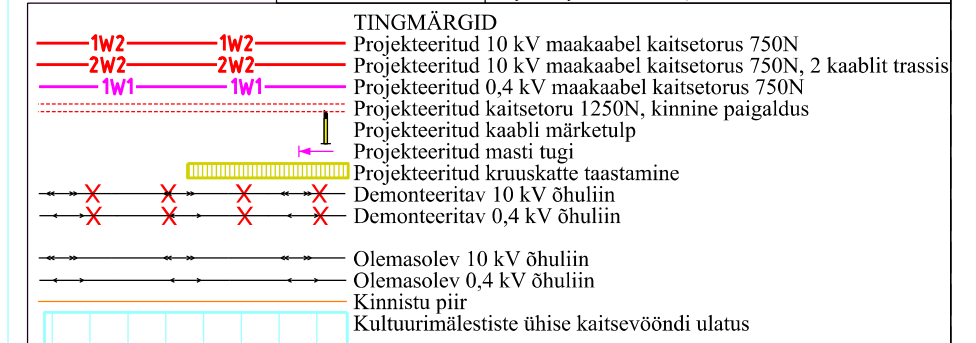 TINGMÄRGID
1W2 1W2 Projekteeritud 10 kV maakaabel kaitsetorus 750N
2W2 2W2 Projekteeritud 10 kV maakaabel kaitsetorus 750N, 2 kaablit trassis
1W1 1W1 Projekteeritud 0,4 kV maakaabel kaitsetorus 750N
Projekteeritud kaitsetoru 1250N, kinnine paigaldus
Projekteeritud kaabli märketulp
Projekteeritud masti tugi
Projekteeritud kruuskatte taastamine
Demonteeritav 10 kV õhuliin
Demonteeritav 0,4 kV õhuliin
Olemasolev 10 kV õhuliin
Olemasolev 0,4 kV õhuliin
Kinnistu piir
Kultuurimälestiste ühise kaitsevööndi ulatus